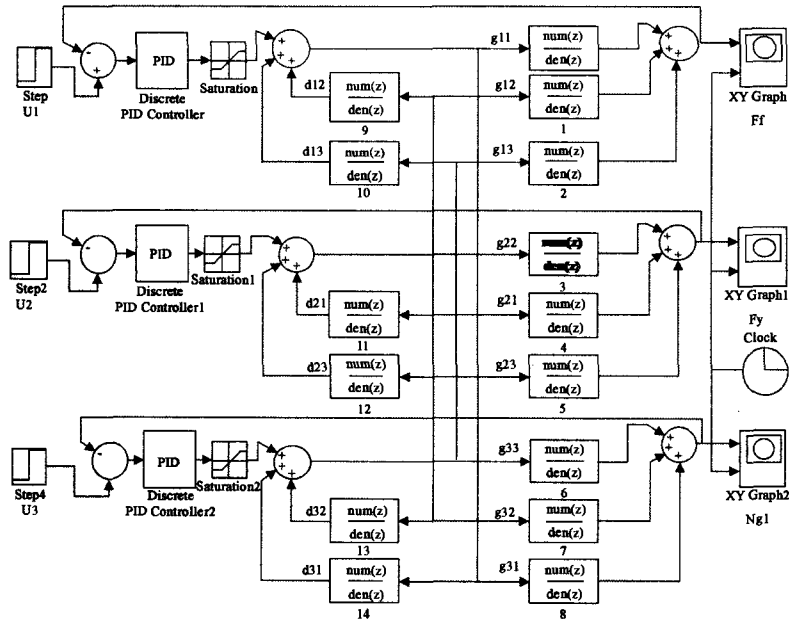 Step
U1
-
+
PID
Discrete
PID Controller
Saturation
+
+
+
d12
num(z)
den(z)
9
d13
num(z)
den(z)
10
g11
num(z)
den(z)
g12
num(z)
den(z)
1
g13
num(z)
den(z)
2
+
+
+
XY Graph
Ff
Step2
U2
-
PID
Discrete
PID Controller1
Saturation1
+
+
+
d21
num(z)
den(z)
11
d23
num(z)
den(z)
12
g22
num(z)
den(z)
3
g21
num(z)
den(z)
4
g23
num(z)
den(z)
5
+
+
+
XY Graph1
Fy
Clock
Step4
U3
-
PID
Discrete
PID Controller2
Saturation2
+
+
+
d32
num(z)
den(z)
13
d31
num(z)
den(z)
14
g33
num(z)
den(z)
6
g32
num(z)
den(z)
7
g31
num(z)
den(z)
8
+
+
+
XY Graph2
Ng1